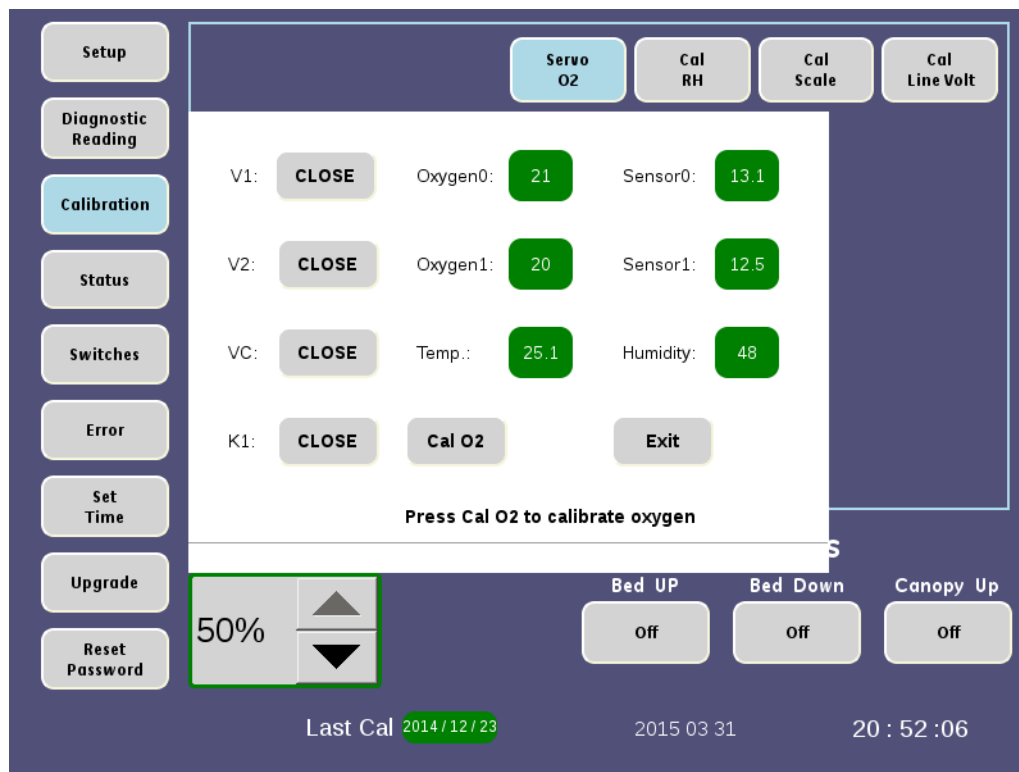 Setup
Diagnostic
Reading
Calibration
Status
Switches
Error
Set
Time
Upgrade
Reset
Password
Servo
O2
Cal
RH
Cal
Scale
Cal
Line Volt
V1: CLOSE Oxygen0: 21 Sensor0: 13.1
V2: CLOSE Oxygen1: 20 Sensor1: 12.5
VC: CLOSE Temp.: 25.1 Humidity: 48
K1: CLOSE Cal O2 Exit
Press Cal O2 to calibrate oxygen
s
50%
Bed UP Bed Down Canopy Up
Off Off Off
Last Cal 2014/12/23 2015 03 31 20 : 52 :06